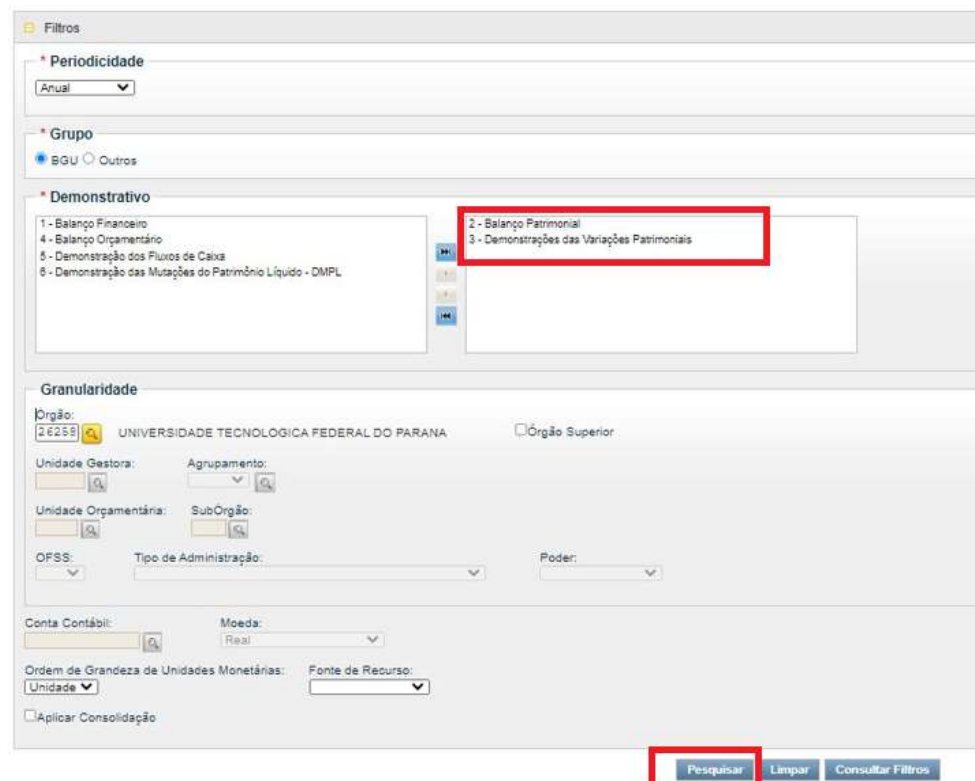 Filtros
* Periodicidade
Anual
* Grupo
BGU Outros
* Demonstrativo
1 - Balanço Financeiro
4 - Balanço Orçamentário
5 - Demonstração dos Fluxos de Caixa
6 - Demonstração das Mutações do Patrimônio Líquido - DMPL
2 - Balanço Patrimonial
3 - Demonstrações das Variações Patrimoniais
Granularidade
Órgão:
26258 UNIVERSIDADE TECNOLOGICA FEDERAL DO PARANA Órgão Superior
Unidade Gestora: Agrupamento:
Unidade Orçamentária: SubÓrgão:
OFSS: Tipo de Administração: Poder:
Conta Contábil: Moeda:
Real
Ordem de Grandeza de Unidades Monetárias: Fonte de Recurso:
Unidade
Aplicar Consolidação
Pesquisar Limpar Consultar Filtros